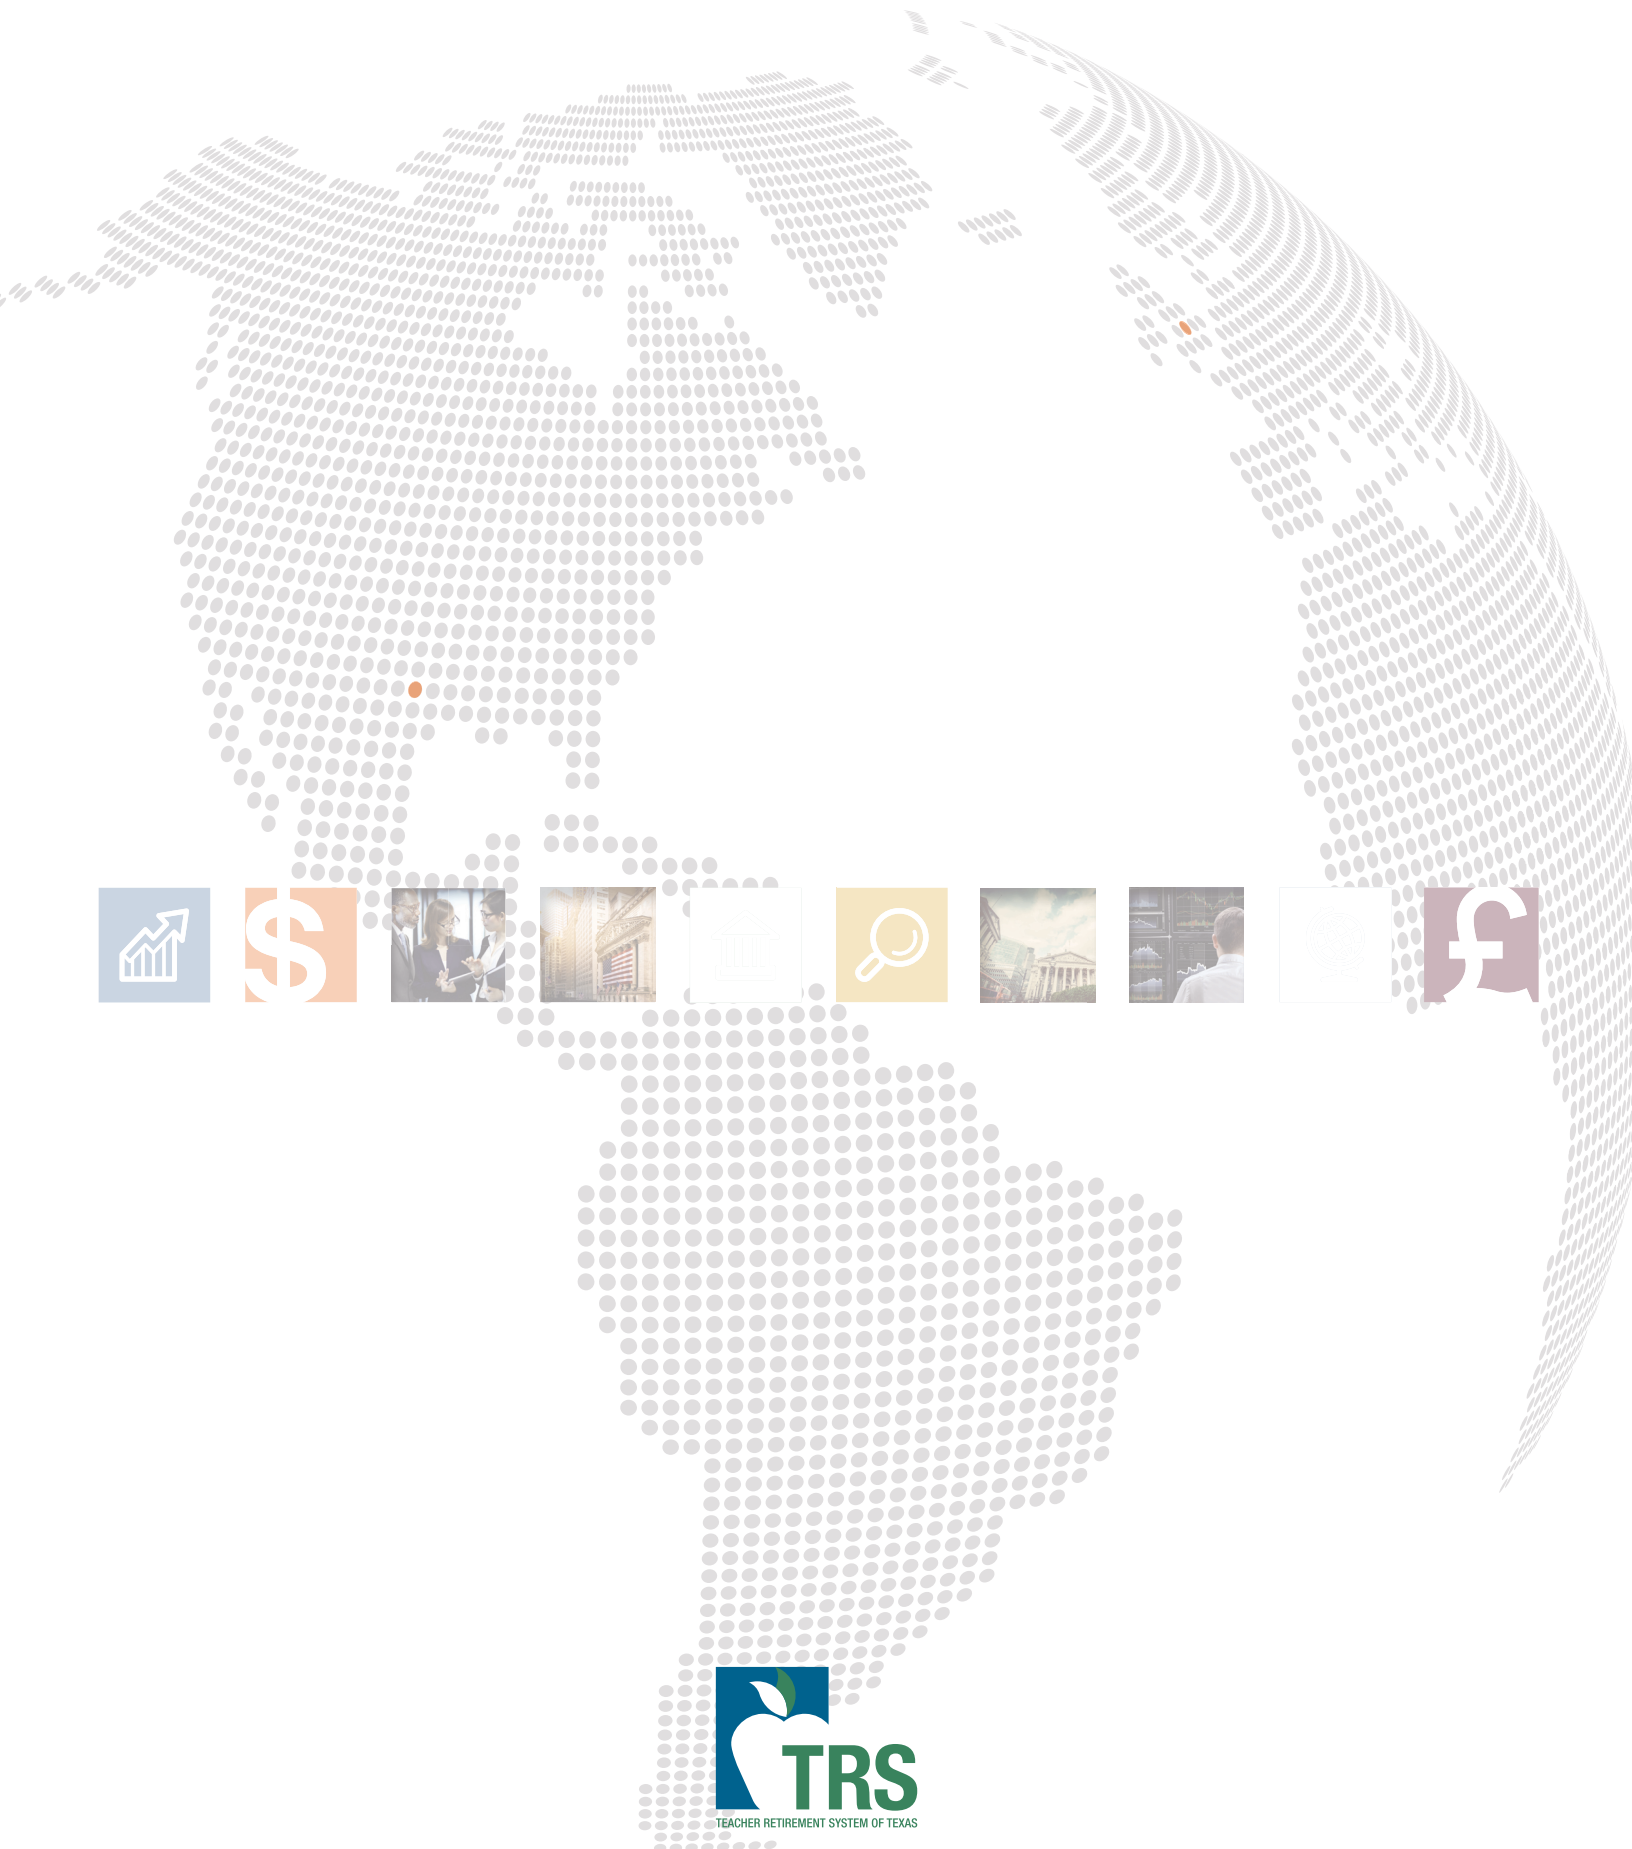 $
£
TRS
TEACHER RETIREMENT SYSTEM OF TEXAS